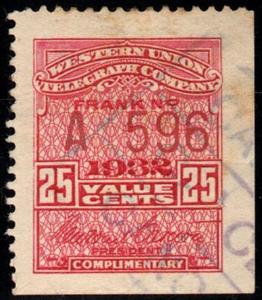 WESTERN UNION
TELEGRAPH COMPANY
FRANK No
A 596
1932
25 VALUE CENTS 25
PRESIDENT
COMPLIMENTARY